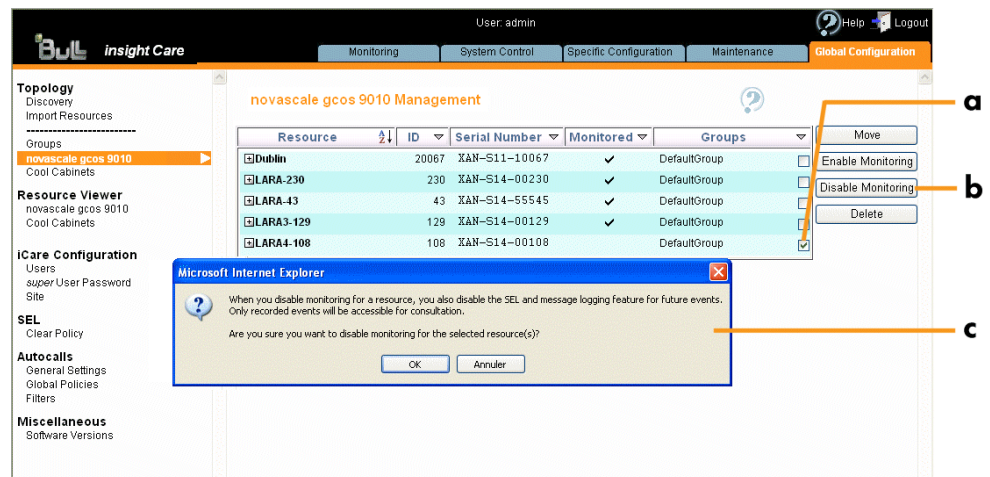 User: admin
Help
Logout
Bull insight Care
Monitoring
System Control
Specific Configuration
Maintenance
Global Configuration
Topology
Discovery
Import Resources
------------------------
Groups
novascale gcos 9010
Cool Cabinets
Resource Viewer
novascale gcos 9010
Cool Cabinets
iCare Configuration
Users
super User Password
Site
SEL
Clear Policy
Autocalls
General Settings
Global Policies
Filters
Miscellaneous
Software Versions
novascale gcos 9010 Management
Resource ID Serial Number Monitored Groups
Dublin 20067 XAN-S11-10067 ✓ DefaultGroup
LARA-230 230 XAN-S14-00230 ✓ DefaultGroup
LARA-43 43 XAN-S14-55545 ✓ DefaultGroup
LARA3-129 129 XAN-S14-00129 ✓ DefaultGroup
LARA4-108 108 XAN-S14-00108 DefaultGroup
Move
Enable Monitoring
Disable Monitoring
Delete
a
b
c
Microsoft Internet Explorer
When you disable monitoring for a resource, you also disable the SEL and message logging feature for future events.
Only recorded events will be accessible for consultation.
Are you sure you want to disable monitoring for the selected resource(s)?
OK
Annuler